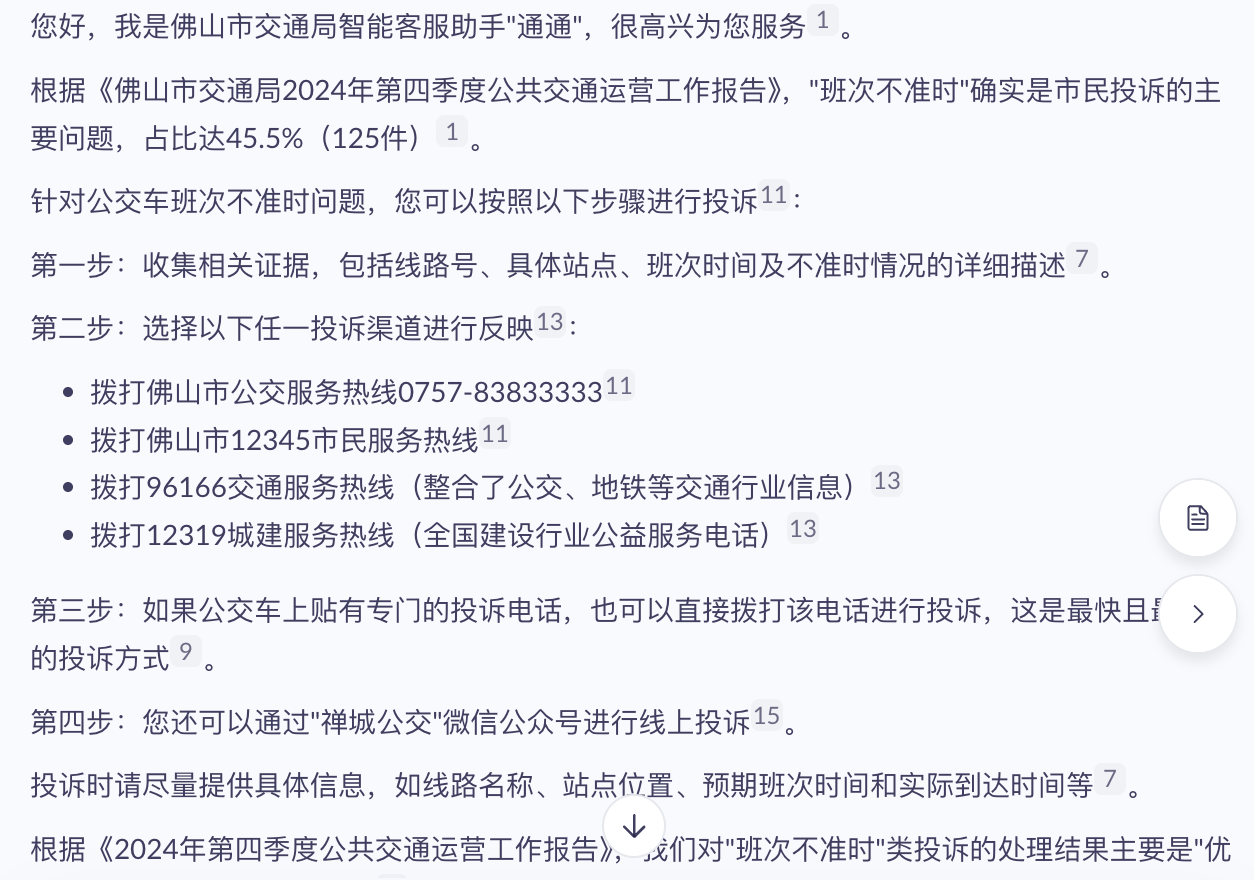 您好，我是佛山市交通局智能客服助手"通通"，很高兴为您服务 1 。
根据《佛山市交通局2024年第四季度公共交通运营工作报告》，"班次不准时"确实是市民投诉的主
要问题，占比达45.5%（125件） 1 。
针对公交车班次不准时问题，您可以按照以下步骤进行投诉 11 ：
第一步：收集相关证据，包括线路号、具体站点、班次时间及不准时情况的详细描述 7 。
第二步：选择以下任一投诉渠道进行反映 13 ：
• 拨打佛山市公交服务热线0757-83833333 11
• 拨打佛山市12345市民服务热线 11
• 拨打96166交通服务热线（整合了公交、地铁等交通行业信息） 13
• 拨打12319城建服务热线（全国建设行业公益服务电话） 13
第三步：如果公交车上贴有专门的投诉电话，也可以直接拨打该电话进行投诉，这是最快且
的投诉方式 9 。
第四步：您还可以通过"禅城公交"微信公众号进行线上投诉 15 。
投诉时请尽量提供具体信息，如线路名称、站点位置、预期班次时间和实际到达时间等 7 。
根据《2024年第四季度公共交通运营工作报告》，我们对"班次不准时"类投诉的处理结果主要是"优